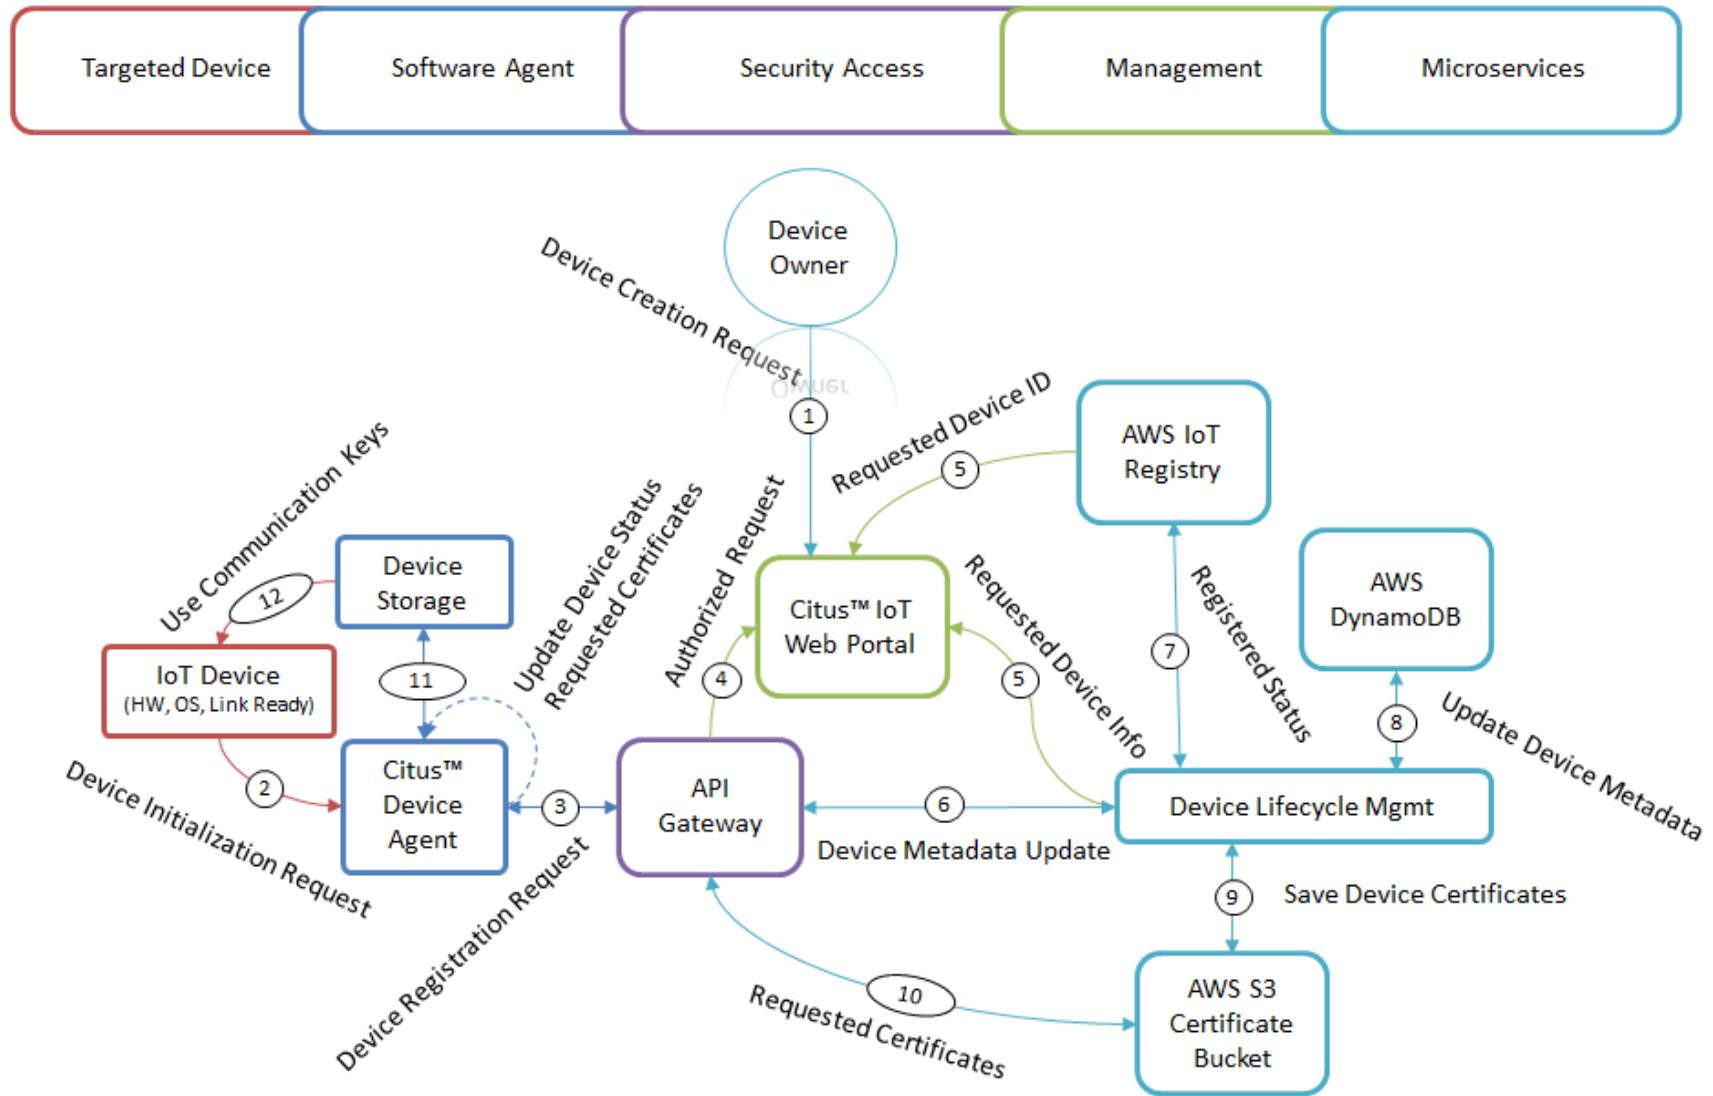 Targeted Device
Software Agent
Security Access
Management
Microservices
Device
Owner
Device Creation Request
Owner
1
Requested Device ID
5
AWS IoT
Registry
Use Communication Keys
12
Device
Storage
Update Device Status
Requested Certificates
Authorized Request
4
Citus™ IoT
Web Portal
Requested Device Info
5
7
Registered Status
AWS
DynamoDB
8
Update Device Metadata
IoT Device
(HW, OS, Link Ready)
11
2
Device Initialization Request
Citus™
Device
Agent
3
Device Registration Request
API
Gateway
6
Device Metadata Update
Device Lifecycle Mgmt
9
Save Device Certificates
10
Requested Certificates
AWS S3
Certificate
Bucket